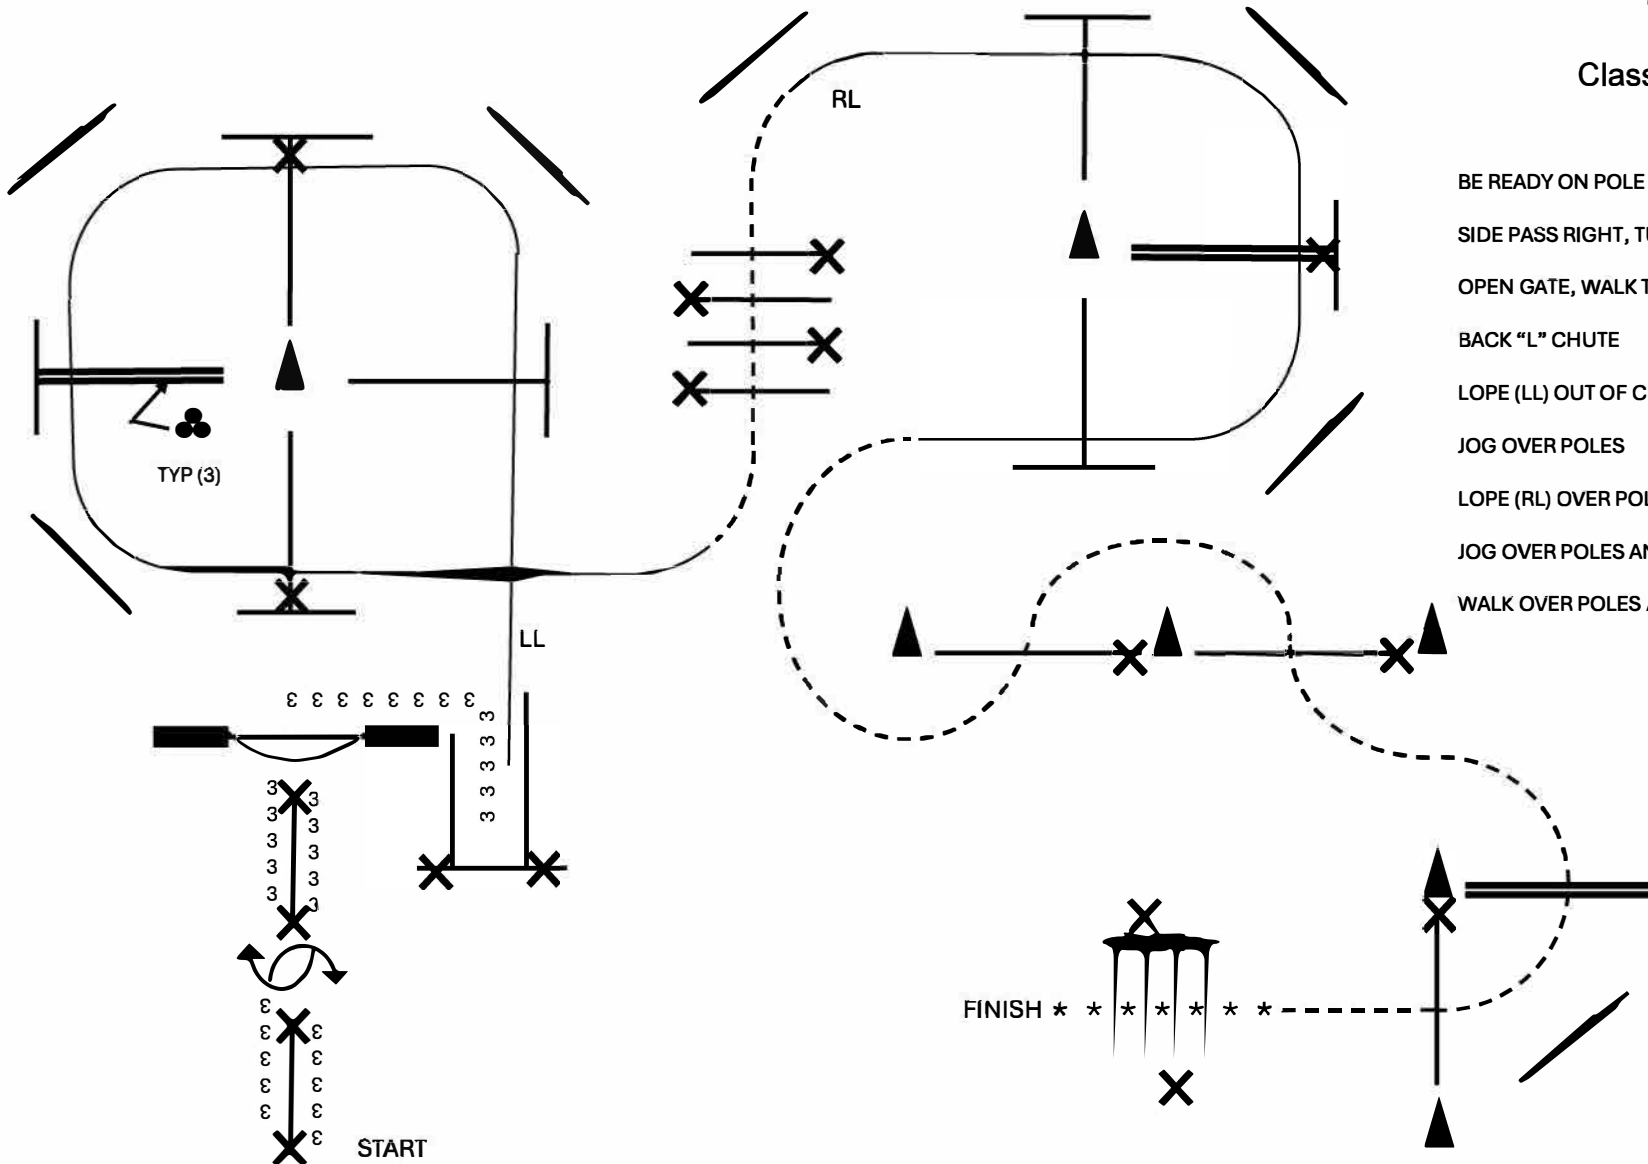 Class
RL
BE READY ON POLE
SIDE PASS RIGHT, TU
OPEN GATE, WALK T
BACK “L” CHUTE
LOPE (LL) OUT OF C
JOG OVER POLES
LOPE (RL) OVER POL
JOG OVER POLES AN
WALK OVER POLES A
TYP (3)
LL
FINISH
START